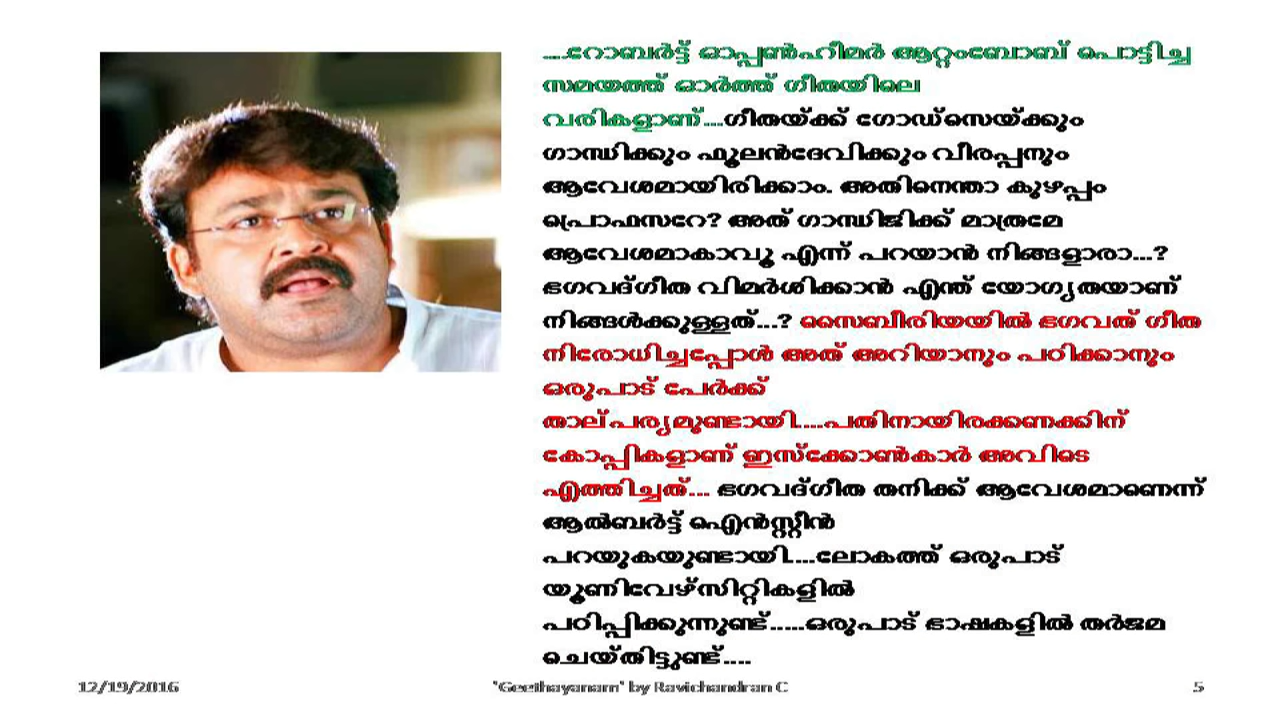 ....റോബർട്ട് ഓപ്പൺഹീമർ ആറ്റംബോബ് പൊട്ടിച്ച
സമയത്ത് ഓർത്ത് ഗീതയിലെ
വരികളാണ്....ഗീതയ്ക്ക് ഗോഡ്സെയ്ക്കും
ഗാന്ധിക്കും ഫൂലൻദേവിക്കും വീരപ്പനും
ആവേശമായിരിക്കാം. അതിനെന്താ കുഴപ്പം
പ്രൊഫസറേ? അത് ഗാന്ധിജിക്ക് മാത്രമേ
ആവേശമാകാവൂ എന്ന് പറയാൻ നിങ്ങളാരാ...?
ഭഗവദ്ഗീത വിമർശിക്കാൻ എന്ത് യോഗ്യതയാണ്
നിങ്ങൾക്കുള്ളത്...? സൈബീരിയയിൽ ഭഗവത് ഗീത
നിരോധിച്ചപ്പോൾ അത് അറിയാനും പഠിക്കാനും
ഒരുപാട് പേർക്ക്
താല്പര്യമുണ്ടായി....പതിനായിരക്കണക്കിന്
കോപ്പികളാണ് ഇസ്ക്കോൺകാർ അവിടെ
എത്തിച്ചത്... ഭഗവദ്ഗീത തനിക്ക് ആവേശമാണെന്ന്
ആൽബർട്ട് ഐൻസ്റ്റീൻ
പറയുകയുണ്ടായി....ലോകത്ത് ഒരുപാട്
യൂണിവേഴ്സിറ്റികളിൽ
പഠിപ്പിക്കുന്നുണ്ട്.....ഒരുപാട് ഭാഷകളിൽ തർജമ
ചെയ്തിട്ടുണ്ട്....
12/19/2016 'Geethayanam' by Ravichandran C 5